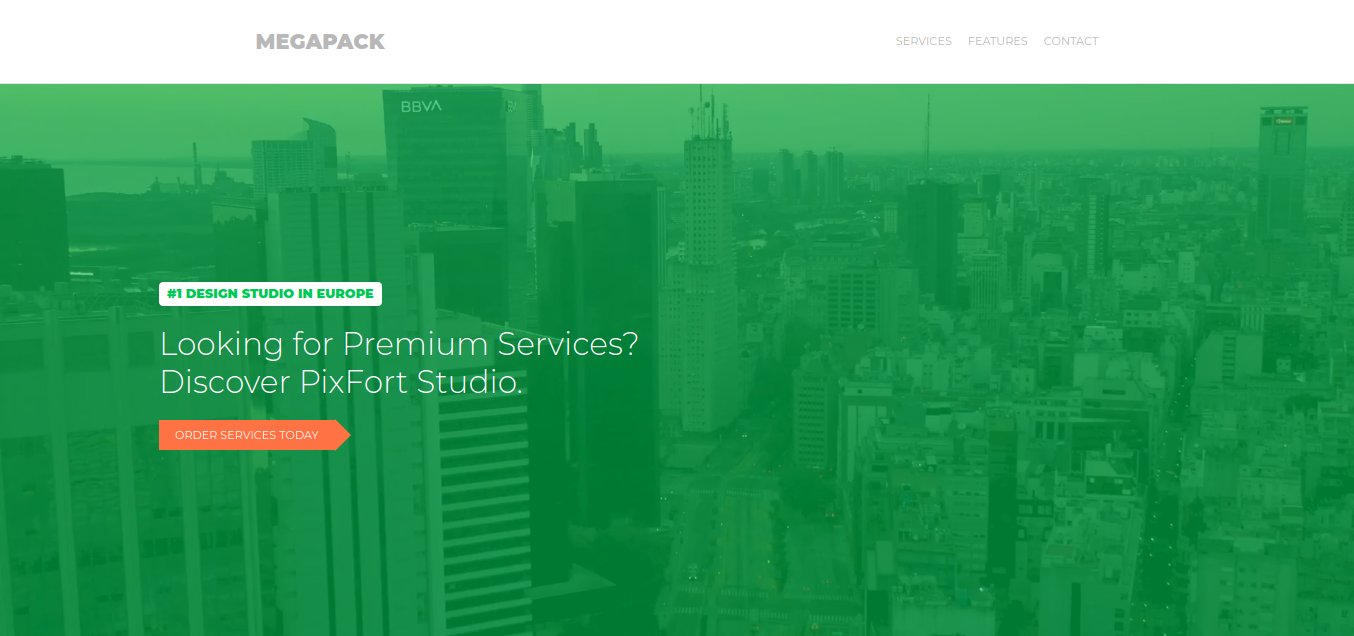 MEGAPACK
SERVICES FEATURES CONTACT
BBVA
#1 DESIGN STUDIO IN EUROPE
Looking for Premium Services?
Discover PixFort Studio.
ORDER SERVICES TODAY